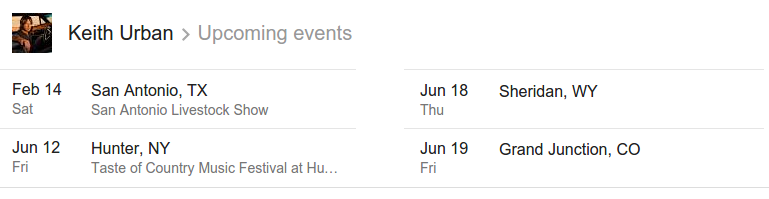 Keith Urban > Upcoming events
Feb 14 San Antonio, TX
Sat San Antonio Livestock Show
Jun 12 Hunter, NY
Fri Taste of Country Music Festival at Hu...
Jun 18 Sheridan, WY
Thu
Jun 19 Grand Junction, CO
Fri